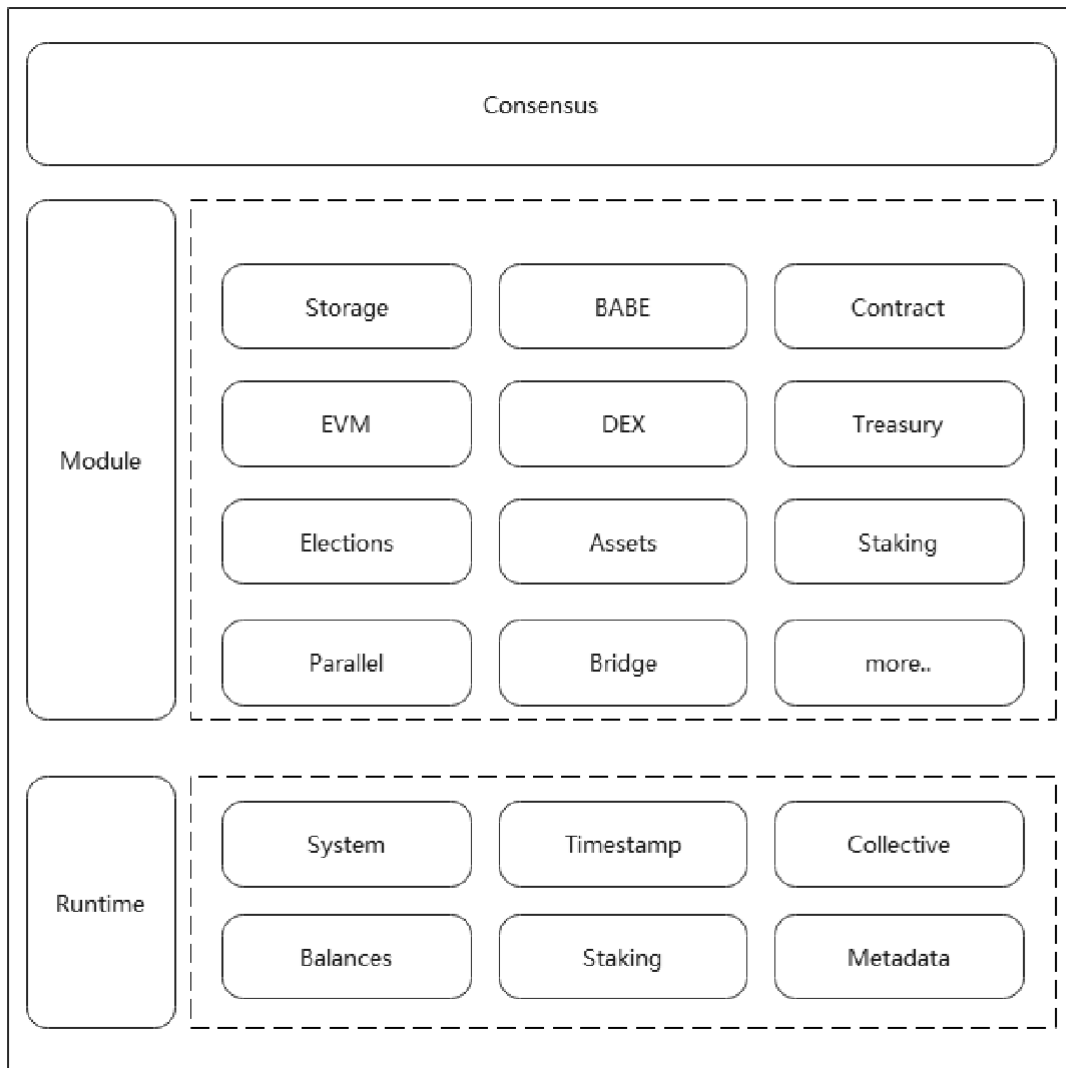 Consensus
Module
Storage
BABE
Contract
EVM
DEX
Treasury
Elections
Assets
Staking
Parallel
Bridge
more..
Runtime
System
Timestamp
Collective
Balances
Staking
Metadata